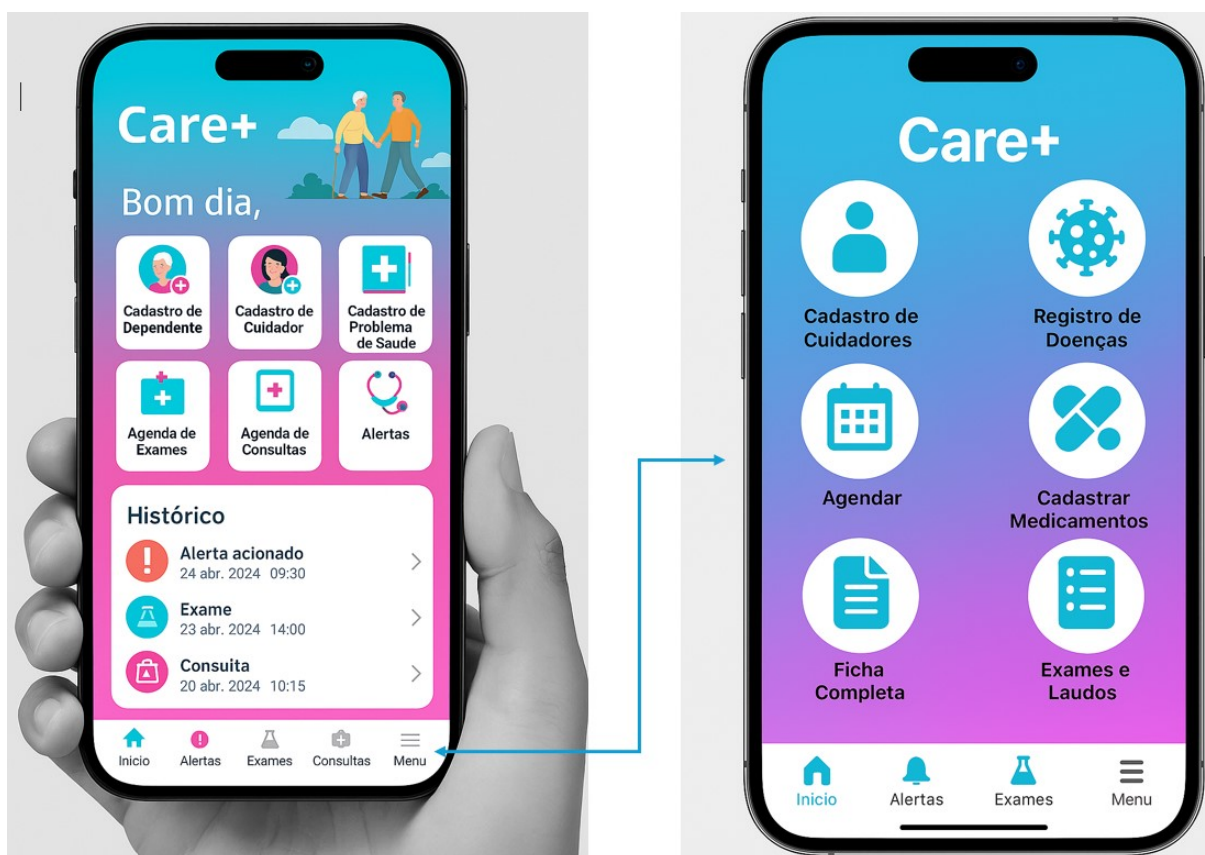 Care+
Bom dia,
Cadastro de
Dependente
Cadastro de
Cuidador
Cadastro de
Problema
de Saude
Agenda de
Exames
Agenda de
Consultas
Alertas
Histórico
Alerta acionado
24 abr. 2024 09:30
Exame
23 abr. 2024 14:00
Consuita
20 abr. 2024 10:15
Inicio
Alertas
Exames
Consultas
Menu
Care+
Cadastro de
Cuidadores
Registro de
Doenças
Agendar
Cadastrar
Medicamentos
Ficha
Completa
Exames e
Laudos
Inicio
Alertas
Exames
Menu